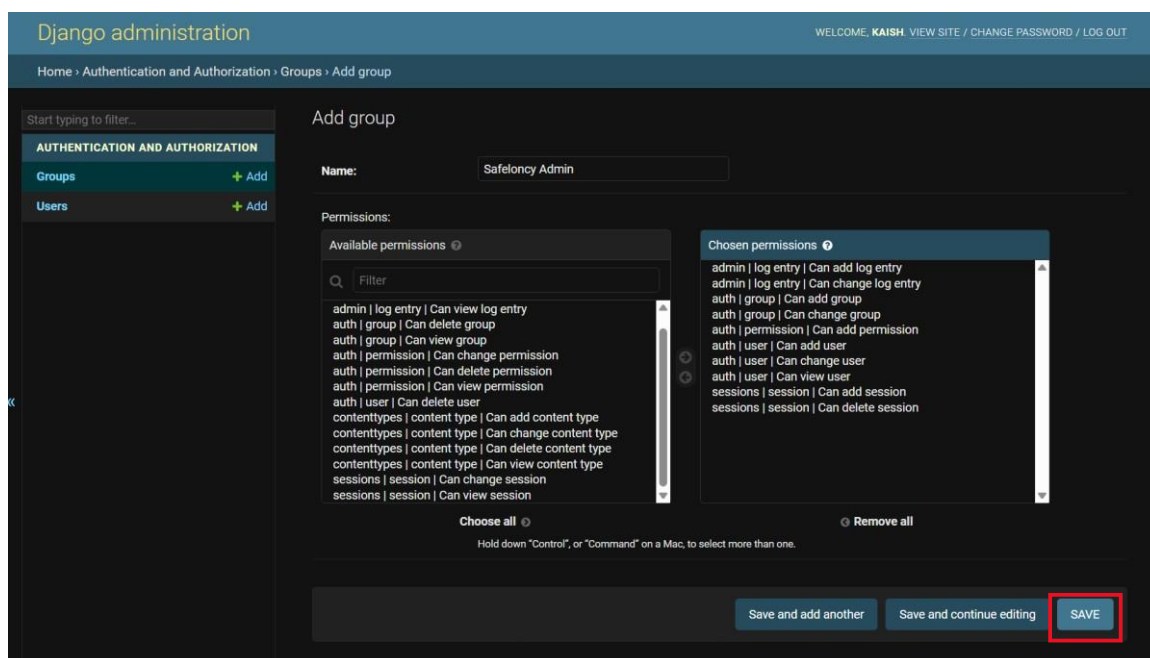 Django administration
WELCOME, KAISH. VIEW SITE / CHANGE PASSWORD / LOG OUT
Home › Authentication and Authorization › Groups › Add group
Start typing to filter...
AUTHENTICATION AND AUTHORIZATION
Groups + Add
Users + Add
«
Add group
Name: Safeloncy Admin
Permissions:
Available permissions ?
Filter
admin | log entry | Can view log entry
auth | group | Can delete group
auth | group | Can view group
auth | permission | Can change permission
auth | permission | Can delete permission
auth | permission | Can view permission
auth | user | Can delete user
contenttypes | content type | Can add content type
contenttypes | content type | Can change content type
contenttypes | content type | Can delete content type
contenttypes | content type | Can view content type
sessions | session | Can change session
sessions | session | Can view session
Choose all
Chosen permissions ?
admin | log entry | Can add log entry
admin | log entry | Can change log entry
auth | group | Can add group
auth | group | Can change group
auth | permission | Can add permission
auth | user | Can add user
auth | user | Can change user
auth | user | Can view user
sessions | session | Can add session
sessions | session | Can delete session
Remove all
Hold down “Control”, or “Command” on a Mac, to select more than one.
Save and add another
Save and continue editing
SAVE